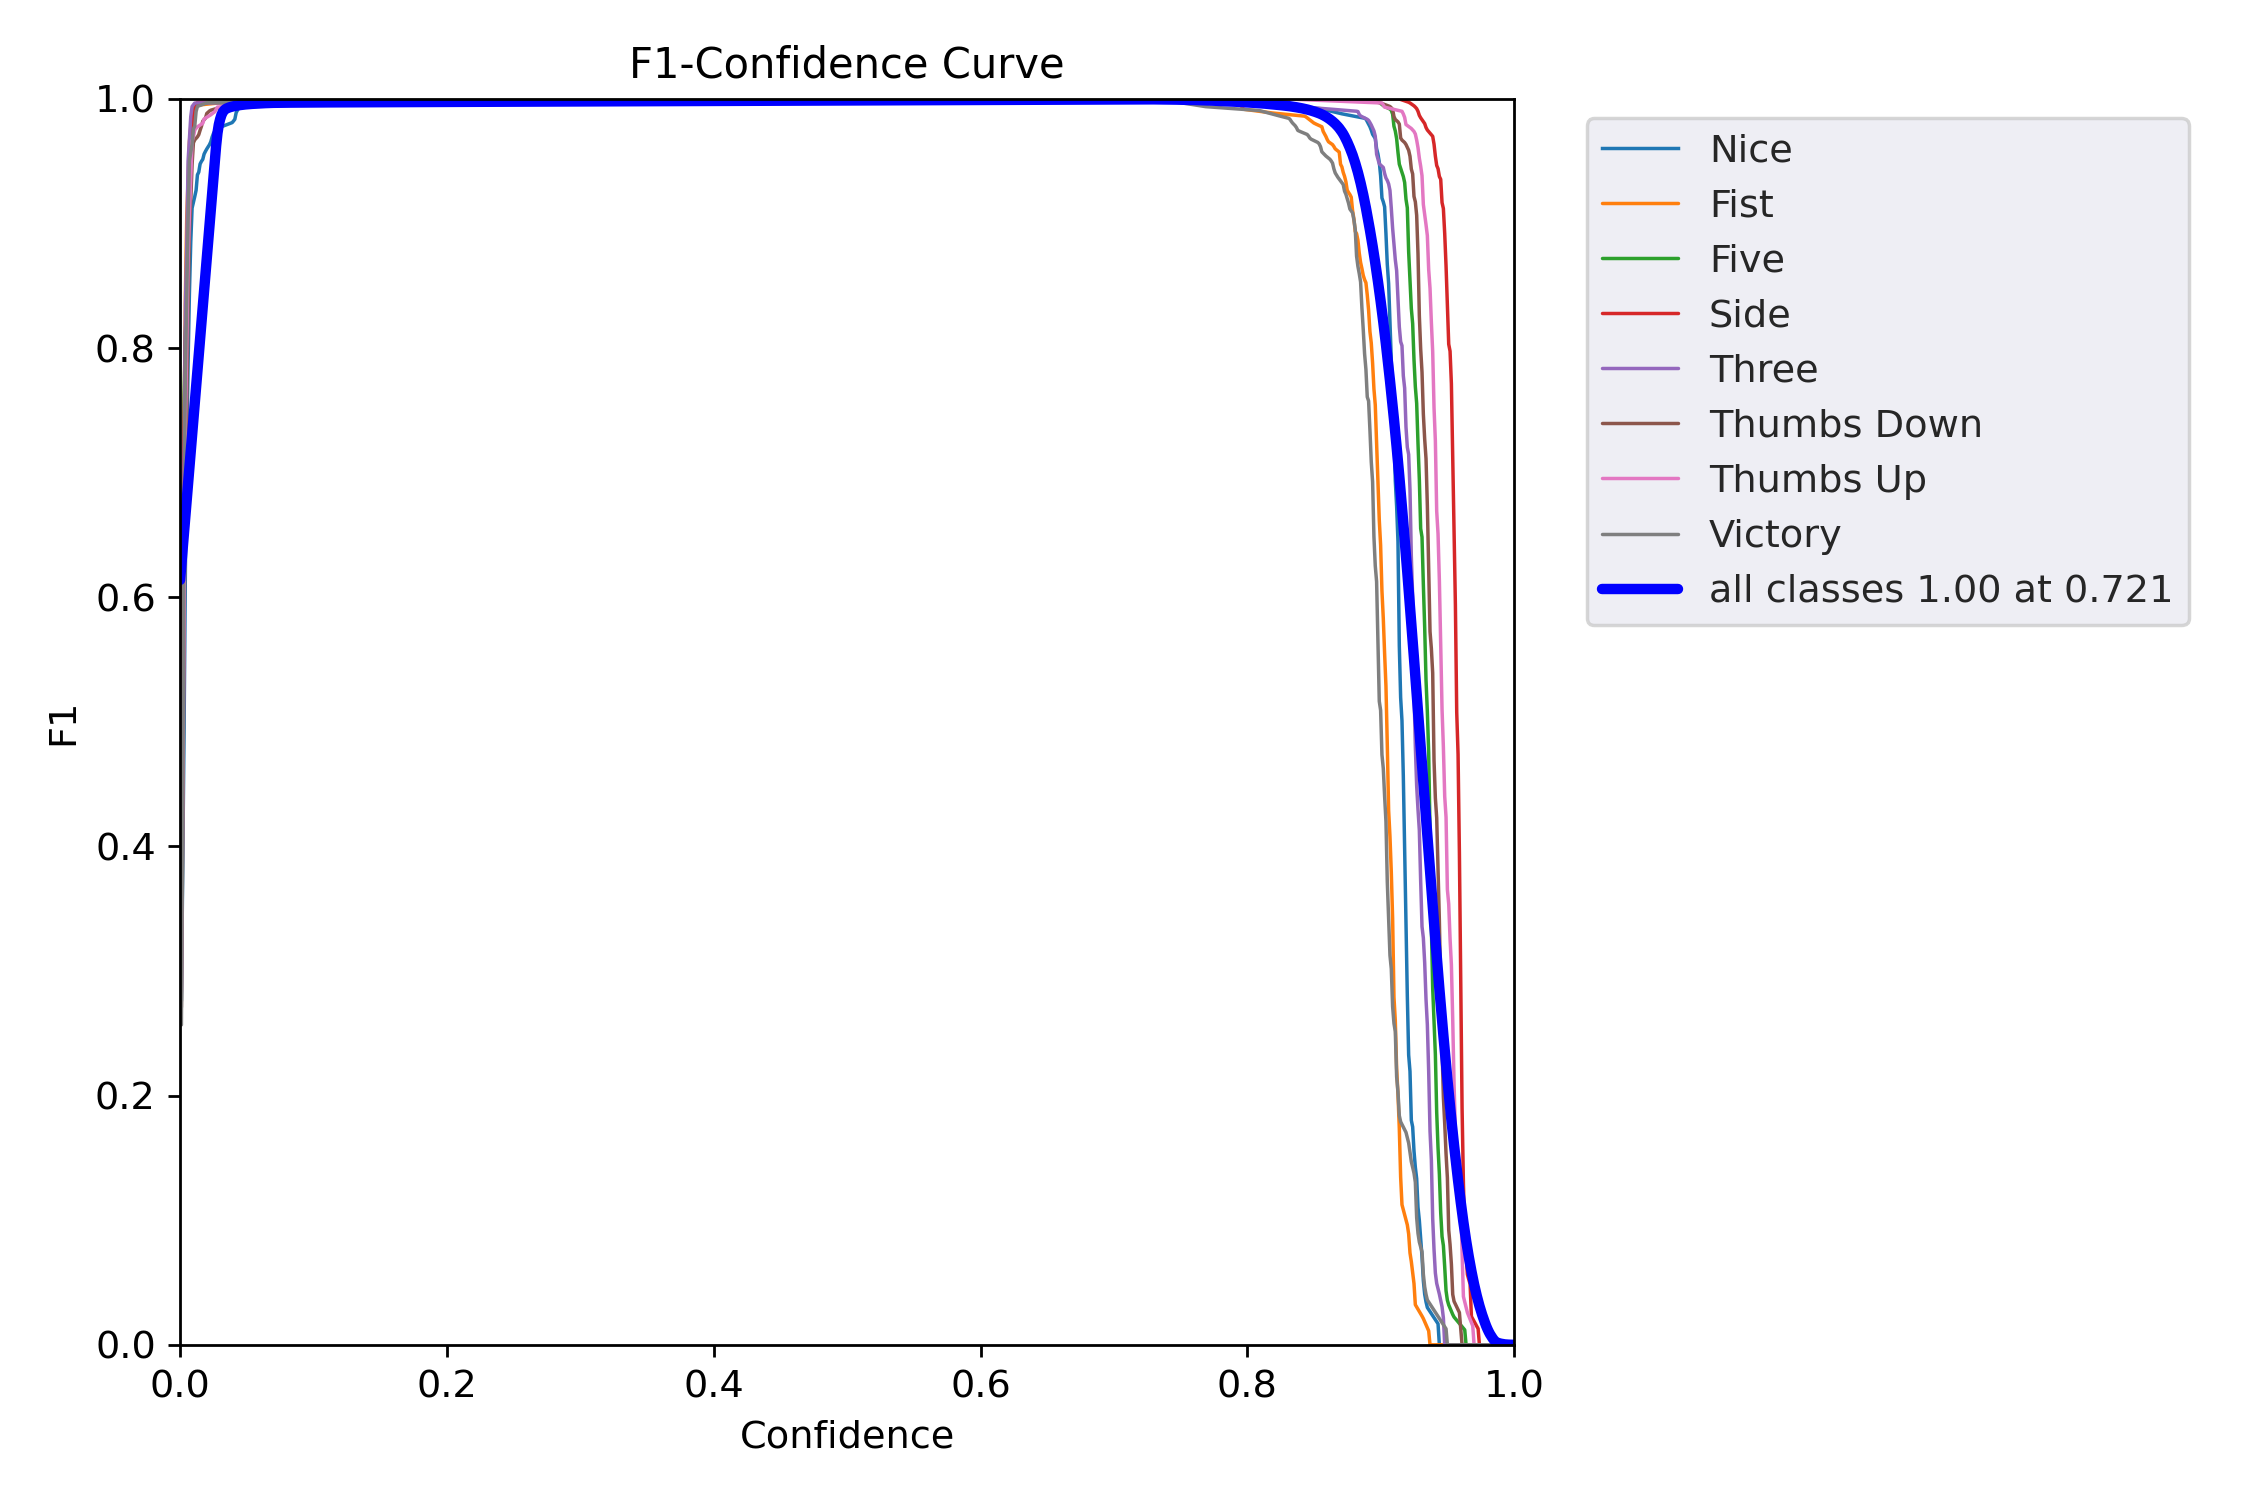 F1-Confidence Curve
1.0
0.8
0.6
0.4
0.2
0.0
F1
0.0 0.2 0.4 0.6 0.8 1.0
Confidence
Nice
Fist
Five
Side
Three
Thumbs Down
Thumbs Up
Victory
all classes 1.00 at 0.721